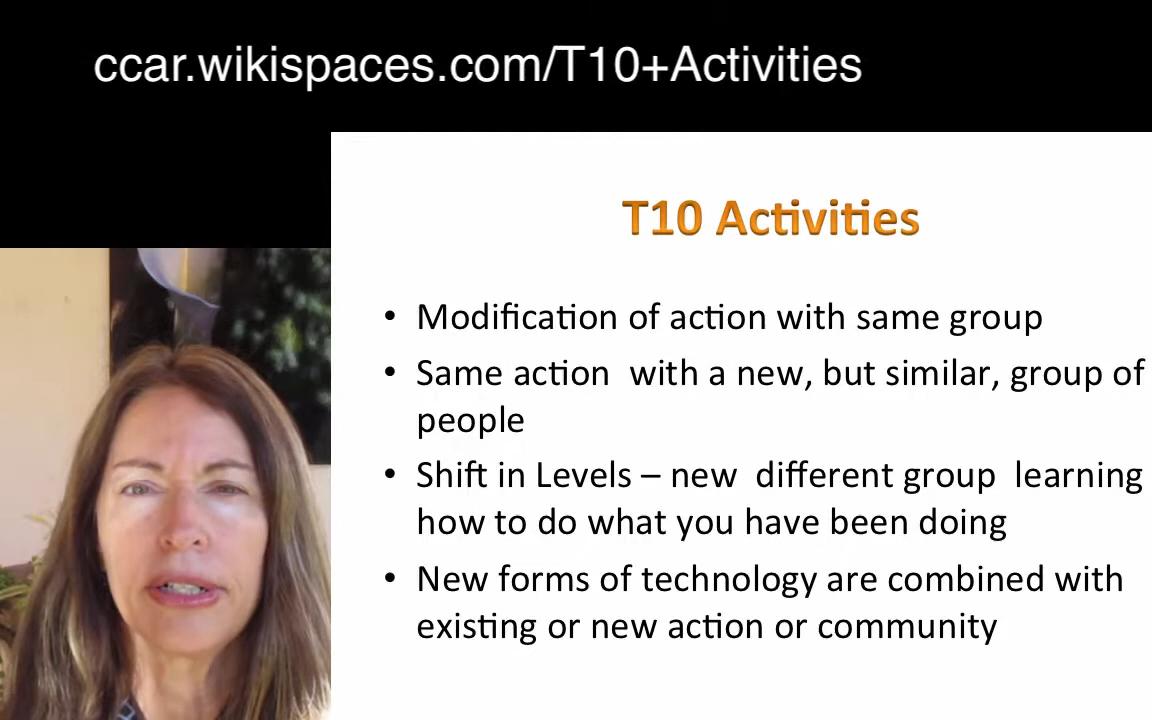 ccar.wikispaces.com/T10+Activities
T10 Activities
• Modification of action with same group
• Same action with a new, but similar, group of
people
• Shift in Levels – new different group learning
how to do what you have been doing
• New forms of technology are combined with
existing or new action or community